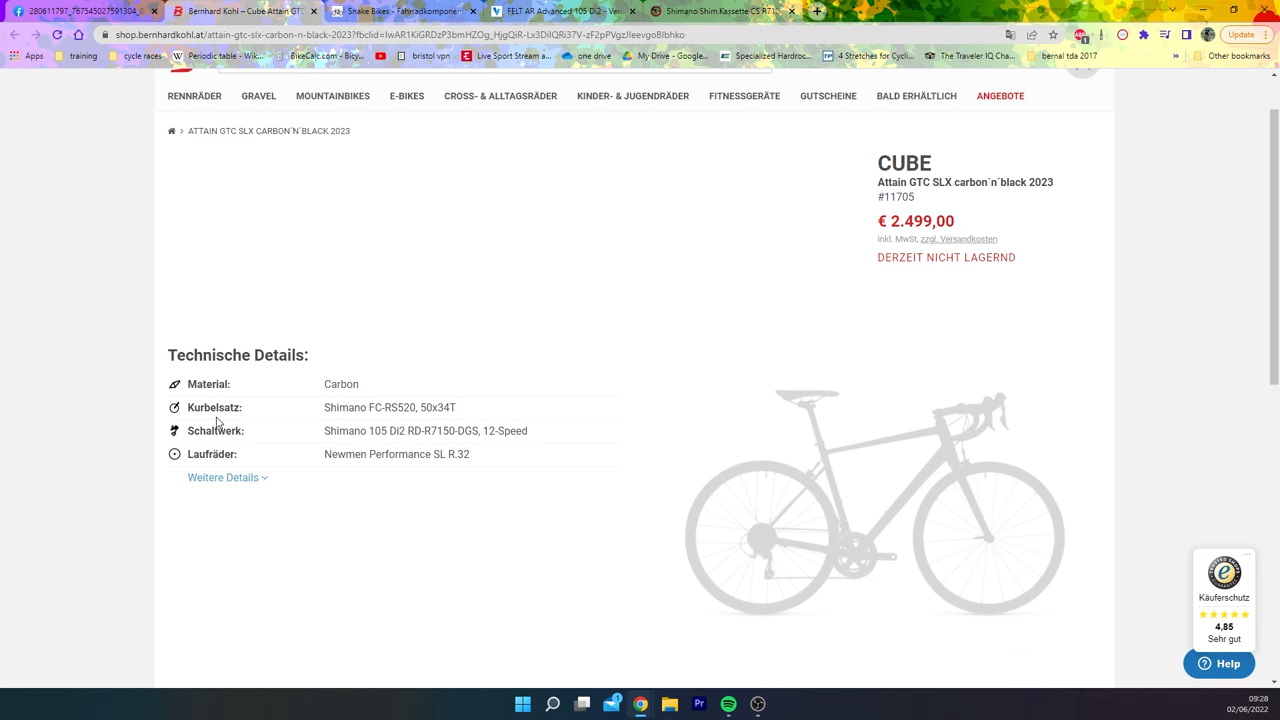 280611797_767545027591304_B
Bernhard Kohl – Cube Attain GT
Snake Bikes - Fahrradkomponen
FELT AR Advanced 105 Di2 - Ven
Shimano Shim.Kassette CS R71
shop.bernhardkohl.at/attain-gtc-slx-carbon-n-black-2023?fbclid=IwAR1KiGRDzP3bmHZOg_HjgQiR-Lx3DIQRi37V-zF2pPVgzJleevgoBlbhko
Update
Apps training cycle races Periodic table - Wik... BikeCalc.com - Bicy... bristol vpn Live Sport Stream o... one drive My Drive - Google... Specialized Hardroc... 4 Stretches for Cycli... The Traveler IQ Cha... bernal tda 2017 » Other bookmarks
RENNRÄDER GRAVEL MOUNTAINBIKES E-BIKES CROSS- & ALLTAGSRÄDER KINDER- & JUGENDRÄDER FITNESSGERÄTE GUTSCHEINE BALD ERHÄLTLICH ANGEBOTE
ATTAIN GTC SLX CARBON´N´BLACK 2023
CUBE
Attain GTC SLX carbon´n´black 2023
#11705
€ 2.499,00
inkl. MwSt, zzgl. Versandkosten
DERZEIT NICHT LAGERND
Technische Details:
Material: Carbon
Kurbelsatz: Shimano FC-RS520, 50x34T
Schaltwerk: Shimano 105 Di2 RD-R7150-DGS, 12-Speed
Laufräder: Newmen Performance SL R.32
Weitere Details
Käuferschutz
4,85
Sehr gut
Help
09:28
02/06/2022